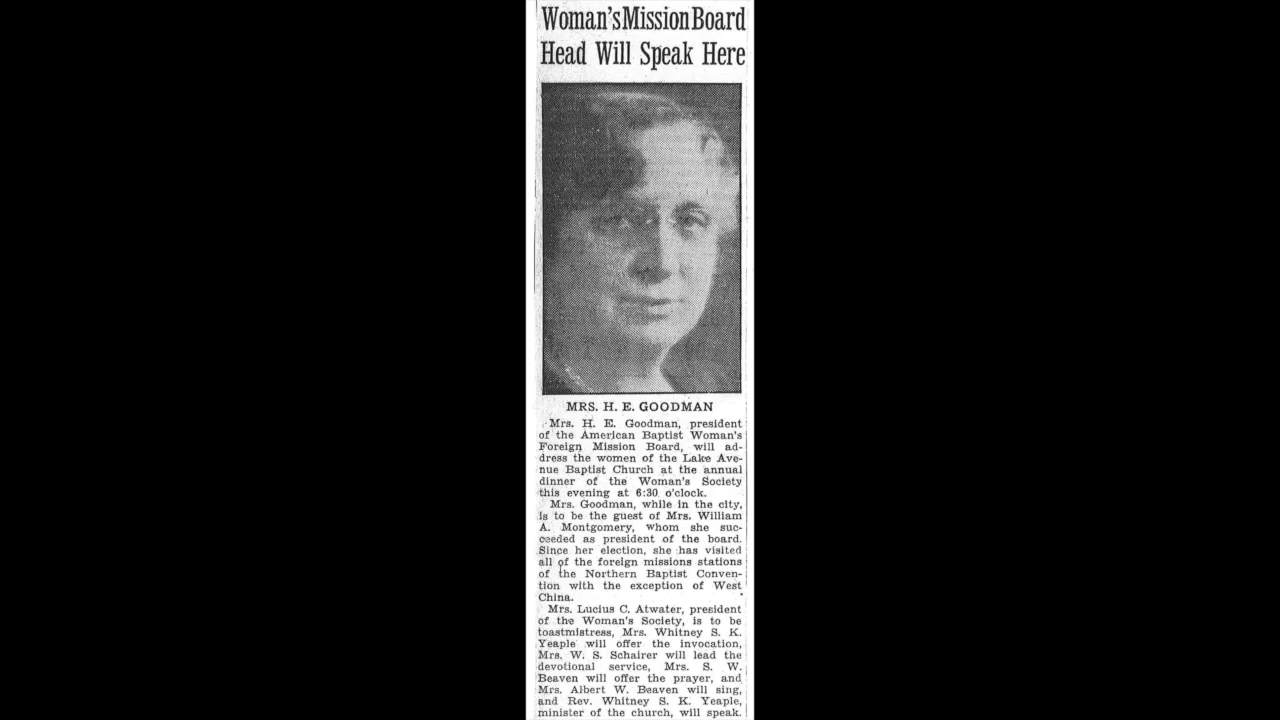 Woman's Mission Board
Head Will Speak Here
MRS. H. E. GOODMAN
Mrs. H. E. Goodman, president
of the American Baptist Woman's
Foreign Mission Board, will ad-
dress the women of the Lake Ave-
nue Baptist Church at the annual
dinner of the Woman's Society
this evening at 6:30 o'clock.
Mrs. Goodman, while in the city,
is to be the guest of Mrs. William
A. Montgomery, whom she suc-
ceeded as president of the board.
Since her election, she has visited
all of the foreign missions stations
of the Northern Baptist Conven-
tion with the exception of West
China.
Mrs. Lucius C. Atwater, president
of the Woman's Society, is to be
toastmistress, Mrs. Whitney S. K.
Yeaple will offer the invocation,
Mrs. W. S. Schairer will lead the
devotional service, Mrs. S. W.
Beaven will offer the prayer, and
Mrs. Albert W. Beaven will sing,
and Rev. Whitney S. K. Yeaple,
minister of the church, will speak.